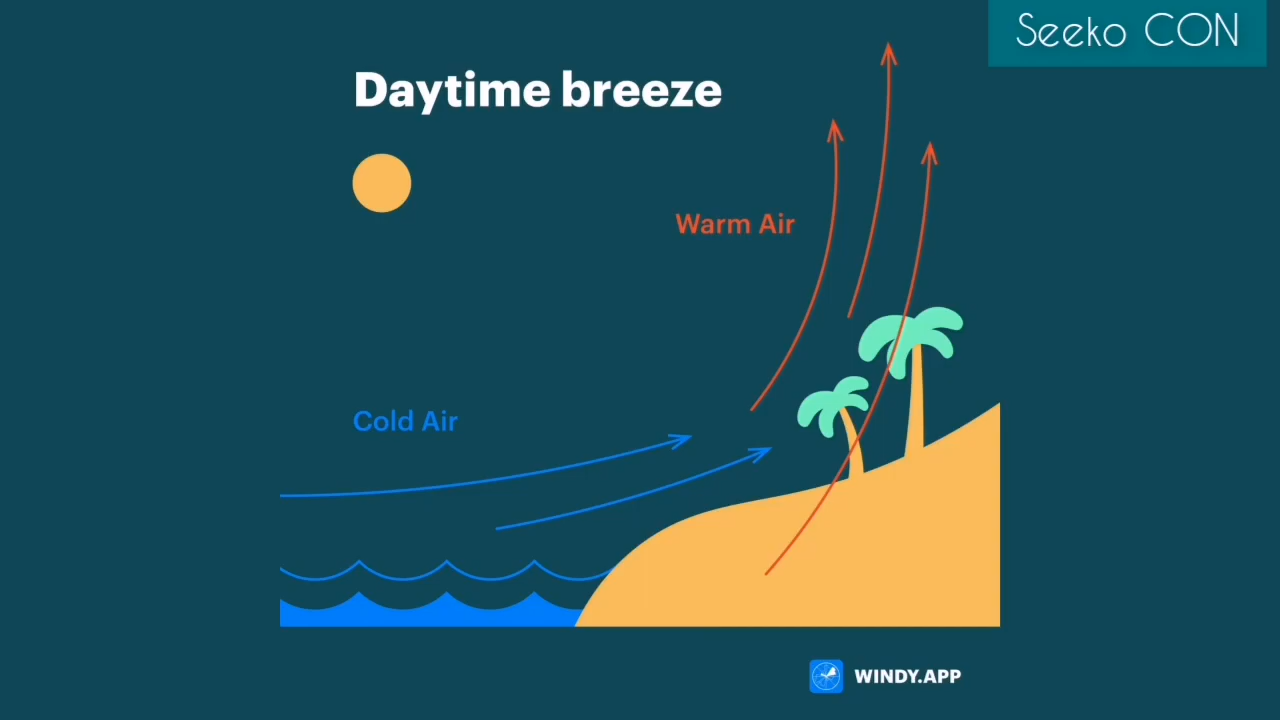 Seeko CON
Daytime breeze
Warm Air
Cold Air
WINDY.APP